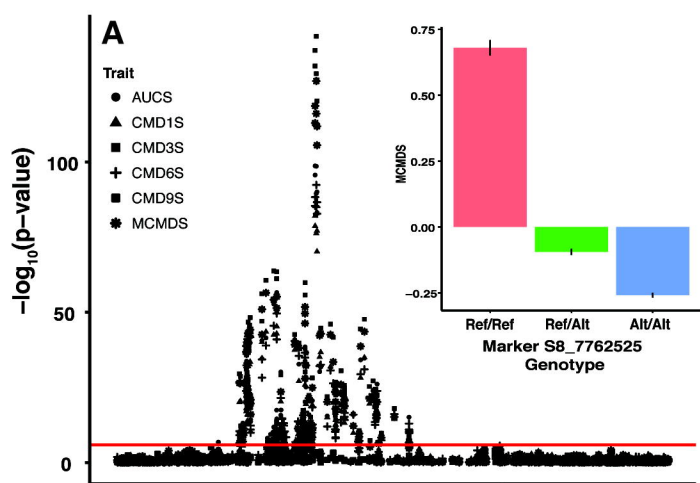 A
Trait
AUCS
CMD1S
CMD3S
CMD6S
CMD9S
MCMDS
−log10(p−value)
100
50
0
0.75
0.50
0.25
0.00
−0.25
MCMDS
Ref/Ref Ref/Alt Alt/Alt
Marker S8_7762525
Genotype